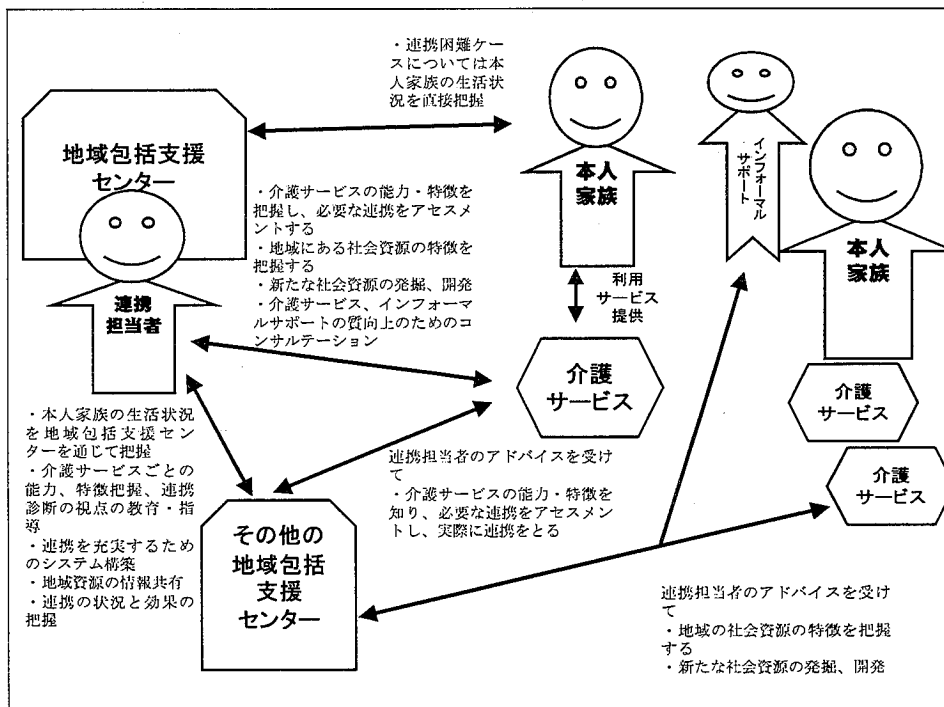 ・連携困難ケー
スについては本
人家族の生活状
況を直接把握
地域包括支援
センター
連携
担当者
・介護サービスの能力・特徴を
把握し、必要な連携をアセスメ
ントする
・地域にある社会資源の特徴を
把握する
・新たな社会資源の発掘、開発
・介護サービス、インフォーマ
ルサポートの質向上のためのコ
ンサルテーション
本人
家族
利用
サービス
提供
介護
サービス
インフォーマル
サポート
本人
家族
介護
サービス
介護
サービス
・本人家族の生活状況
を地域包括支援セン
ターを通じて把握
・介護サービスごとの
能力、特徴把握、連携
診断の視点の教育・指
導
・連携を充実するため
のシステム構築
・地域資源の情報共有
・連携の状況と効果の
把握
その他の
地域包括
支援
センター
連携担当者のアドバイスを受け
て
・介護サービスの能力・特徴を
知り、必要な連携をアセスメン
トし、実際に連携をとる
連携担当者のアドバイスを受け
て
・地域の社会資源の特徴を把握
する
・新たな社会資源の発掘、開発